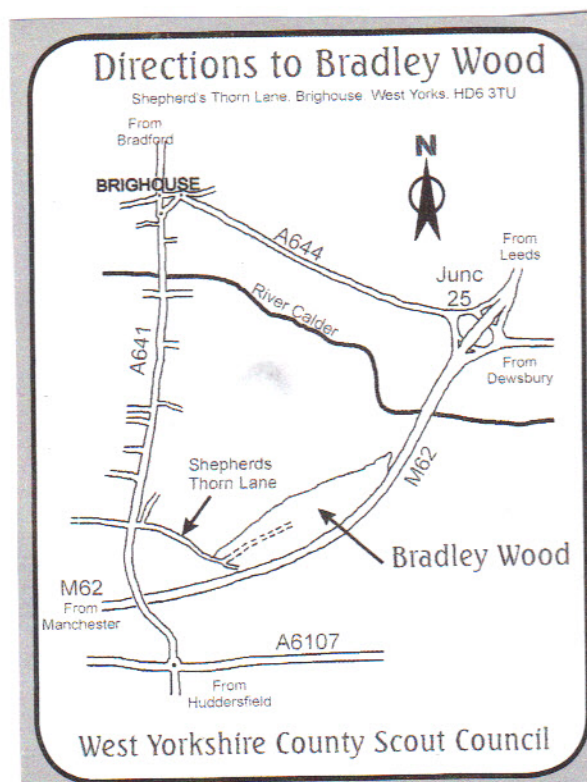 Directions to Bradley Wood
Shepherd's Thorn Lane. Brighouse. West Yorks. HD6 3TU
From
Bradford
BRIGHOUSE
N
A644
From
Leeds
Junc
25
River Calder
A641
From
Dewsbury
M62
Shepherds
Thorn Lane
Bradley Wood
M62
From
Manchester
A6107
From
Huddersfield
West Yorkshire County Scout Council